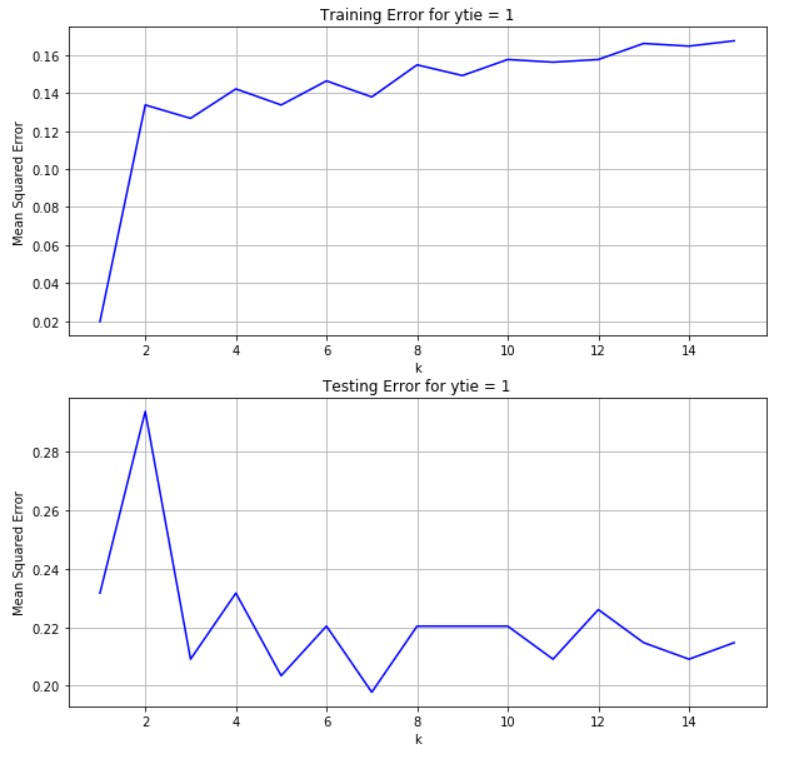 Training Error for ytie = 1
0.16
0.14
0.12
0.10
0.08
0.06
0.04
0.02
Mean Squared Error
2 4 6 8 10 12 14
k
Testing Error for ytie = 1
0.28
0.26
0.24
0.22
0.20
Mean Squared Error
2 4 6 8 10 12 14
k